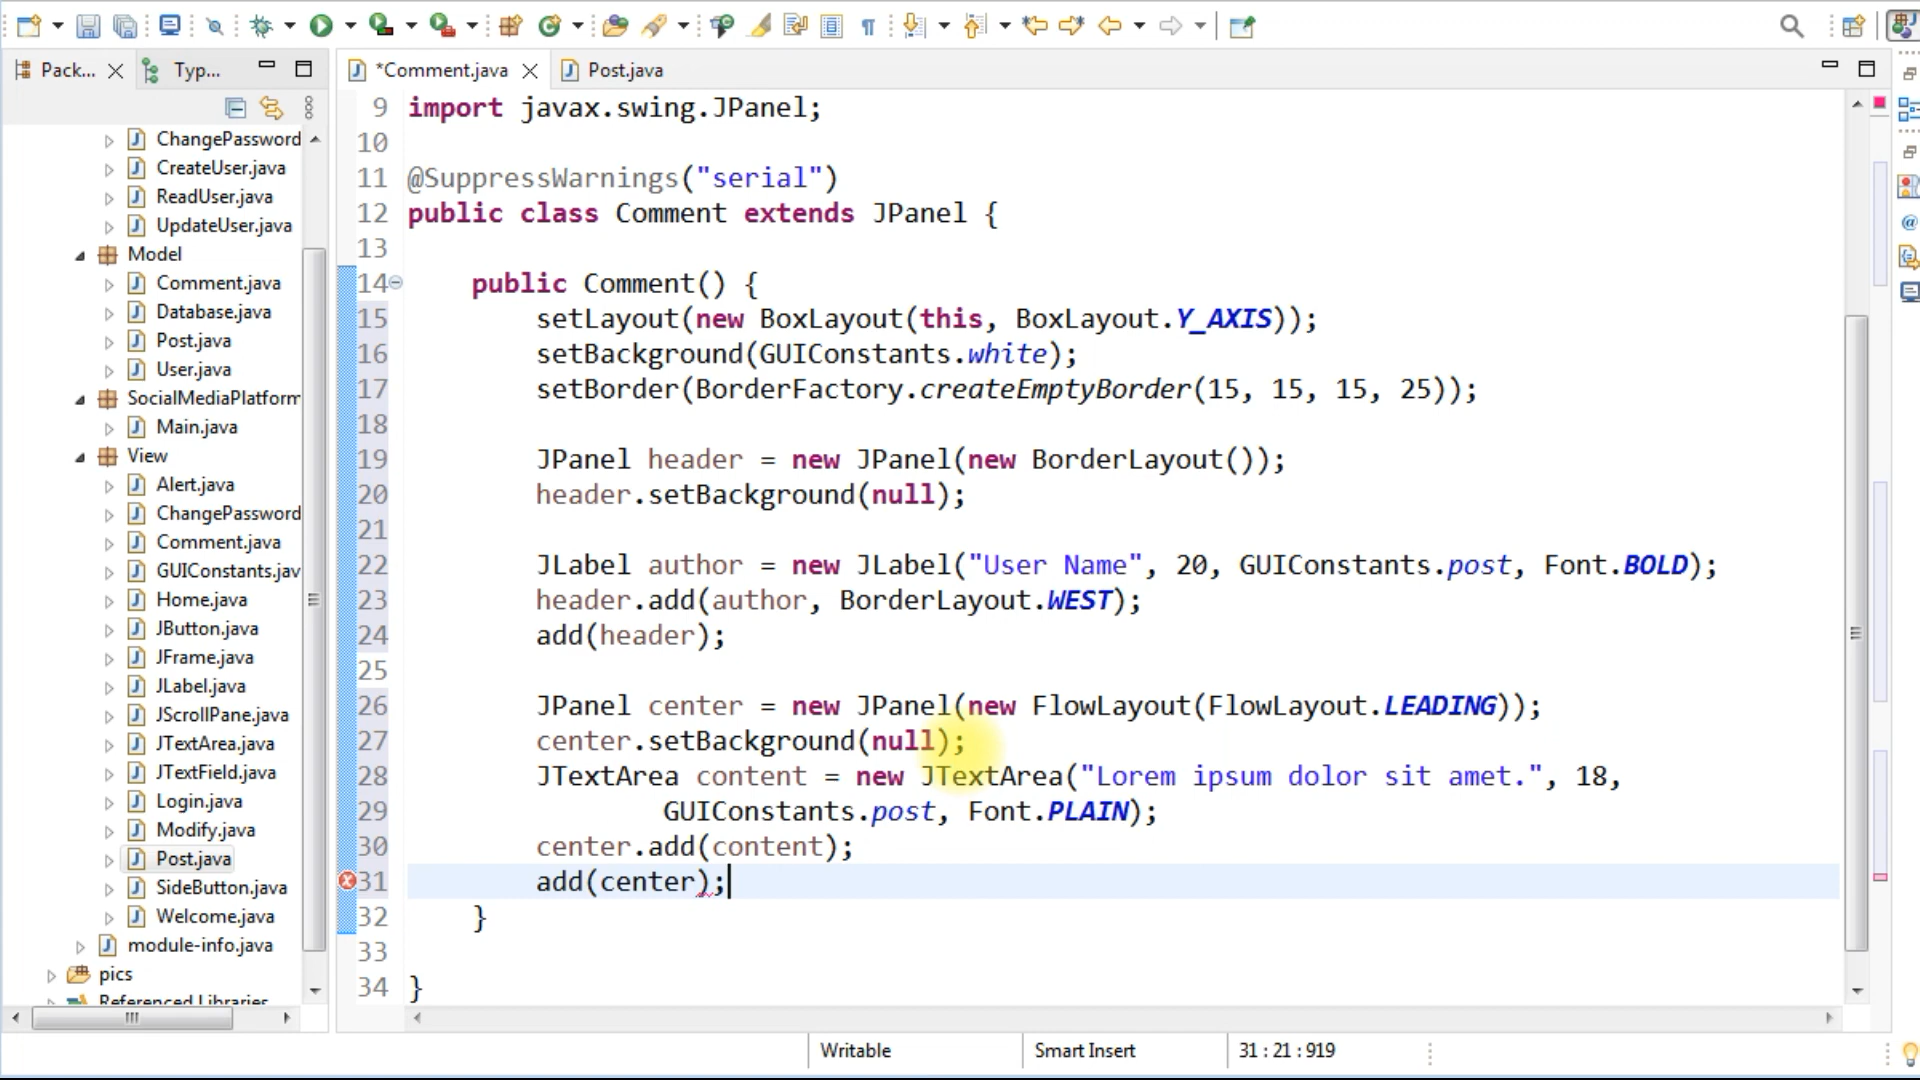 Pack...
Typ...
*Comment.java
Post.java
ChangePassword
CreateUser.java
ReadUser.java
UpdateUser.java
Model
Comment.java
Database.java
Post.java
User.java
SocialMediaPlatform
Main.java
View
Alert.java
ChangePassword
Comment.java
GUIConstants.jav
Home.java
JButton.java
JFrame.java
JLabel.java
JScrollPane.java
JTextArea.java
JTextField.java
Login.java
Modify.java
Post.java
SideButton.java
Welcome.java
module-info.java
pics
Referenced Libraries
9 import javax.swing.JPanel;
10
11 @SuppressWarnings("serial")
12 public class Comment extends JPanel {
13
14 public Comment() {
15 setLayout(new BoxLayout(this, BoxLayout.Y_AXIS));
16 setBackground(GUIConstants.white);
17 setBorder(BorderFactory.createEmptyBorder(15, 15, 15, 25));
18
19 JPanel header = new JPanel(new BorderLayout());
20 header.setBackground(null);
21
22 JLabel author = new JLabel("User Name", 20, GUIConstants.post, Font.BOLD);
23 header.add(author, BorderLayout.WEST);
24 add(header);
25
26 JPanel center = new JPanel(new FlowLayout(FlowLayout.LEADING));
27 center.setBackground(null);
28 JTextArea content = new JTextArea("Lorem ipsum dolor sit amet.", 18,
29 GUIConstants.post, Font.PLAIN);
30 center.add(content);
31 add(center);
32 }
33
34 }
Writable
Smart Insert
31 : 21 : 919